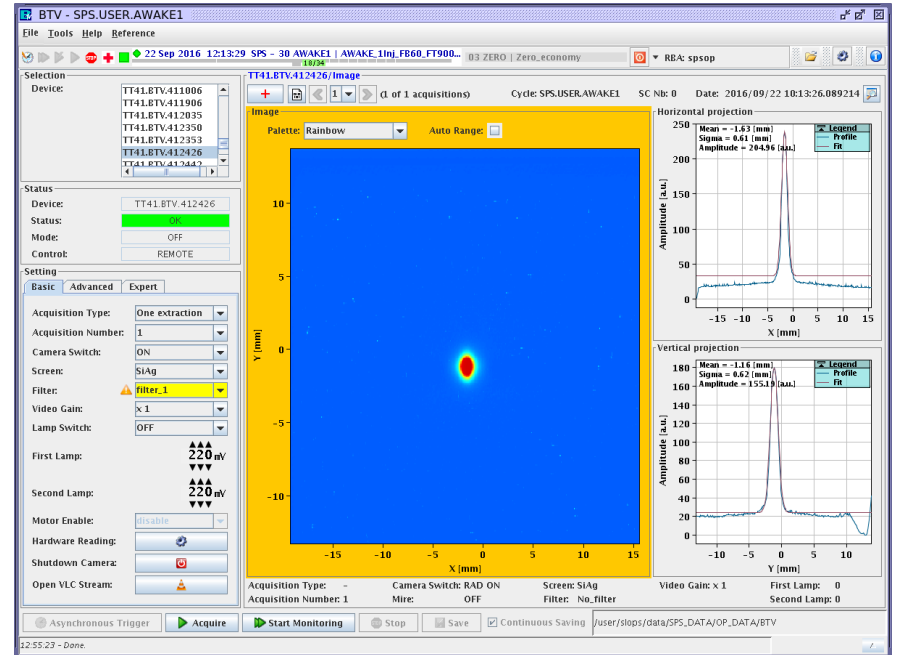 BTV - SPS.USER.AWAKE1
File Tools Help Reference
22 Sep 2016 12:13:29 SPS - 30 AWAKE1 | AWAKE_1Inj_FB60_FT900...
18/34
03 ZERO | Zero_economy
RBA: spsop
Selection
Device:
TT41.BTV.411006
TT41.BTV.411906
TT41.BTV.412035
TT41.BTV.412350
TT41.BTV.412353
TT41.BTV.412426
TT41.BTV.412442
Status
Device: TT41.BTV.412426
Status: OK
Mode: OFF
Control: REMOTE
Setting
Basic Advanced Expert
Acquisition Type: One extraction
Acquisition Number: 1
Camera Switch: ON
Screen: SiAg
Filter: filter_1
Video Gain: x 1
Lamp Switch: OFF
First Lamp: 220 mV
Second Lamp: 220 mV
Motor Enable: disable
Hardware Reading:
Shutdown Camera:
Open VLC Stream:
TT41.BTV.412426/Image
1 (1 of 1 acquisitions) Cycle: SPS.USER.AWAKE1 SC Nb: 0 Date: 2016/09/22 10:13:26.089214
Image
Palette: Rainbow Auto Range:
10
5
0
-5
-10
Y [mm]
-15 -10 -5 0 5 10 15
X [mm]
Horizontal projection
Mean = -1.63 [mm]
Sigma = 0.61 [mm]
Amplitude = 204.96 [a.u.]
Legend
Profile
Fit
250
200
150
100
50
0
Amplitude [a.u.]
-15 -10 -5 0 5 10 15
X [mm]
Vertical projection
Mean = -1.16 [mm]
Sigma = 0.62 [mm]
Amplitude = 155.19 [a.u.]
Legend
Profile
Fit
180
160
140
120
100
80
60
40
20
0
Amplitude [a.u.]
-10 -5 0 5 10
Y [mm]
Acquisition Type: - Camera Switch: RAD ON Screen: SiAg Video Gain: x 1 First Lamp: 0
Acquisition Number: 1 Mire: OFF Filter: No_filter Second Lamp: 0
Asynchronous Trigger Acquire Start Monitoring Stop Save Continuous Saving /user/slops/data/SPS_DATA/OP_DATA/BTV
12:55:23 - Done.